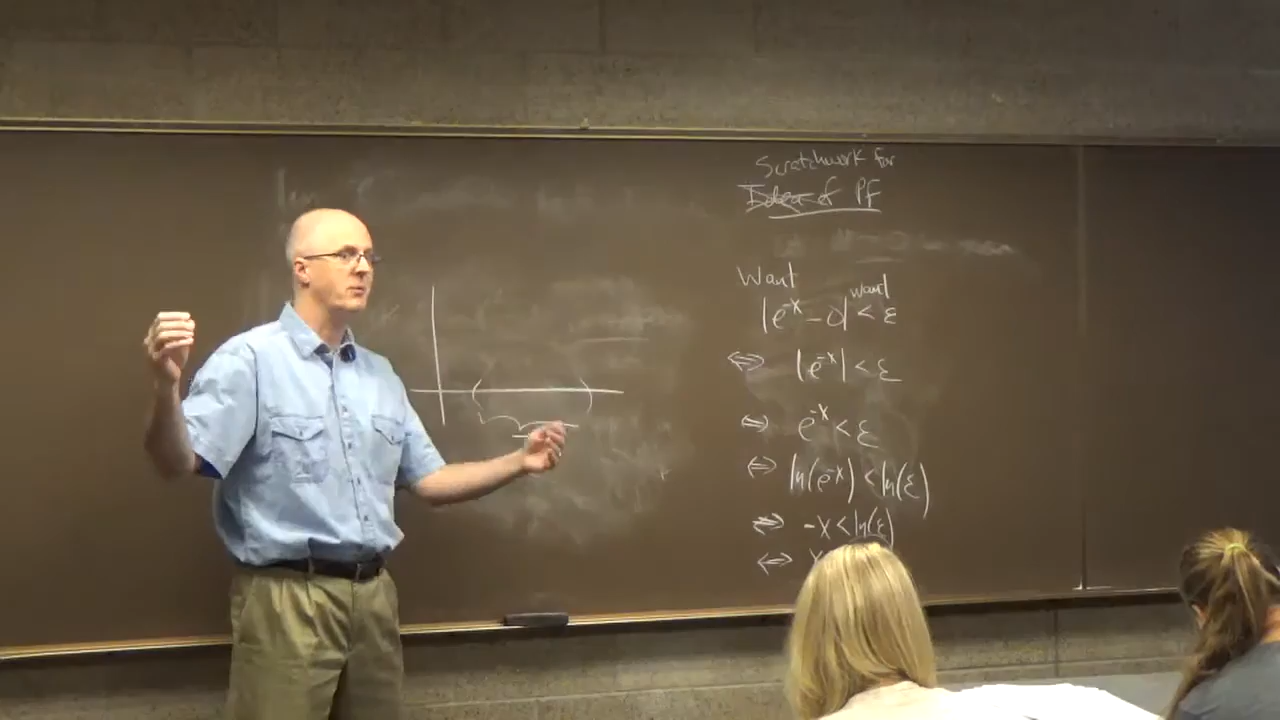 Scratchwork for
Idea of PF
Want
want
|e^-x - 0| < ε
⇔ |e^-x| < ε
⇔ e^-x < ε
⇔ ln(e^-x) < ln(ε)
⇔ -x < ln(ε)
⇔ x